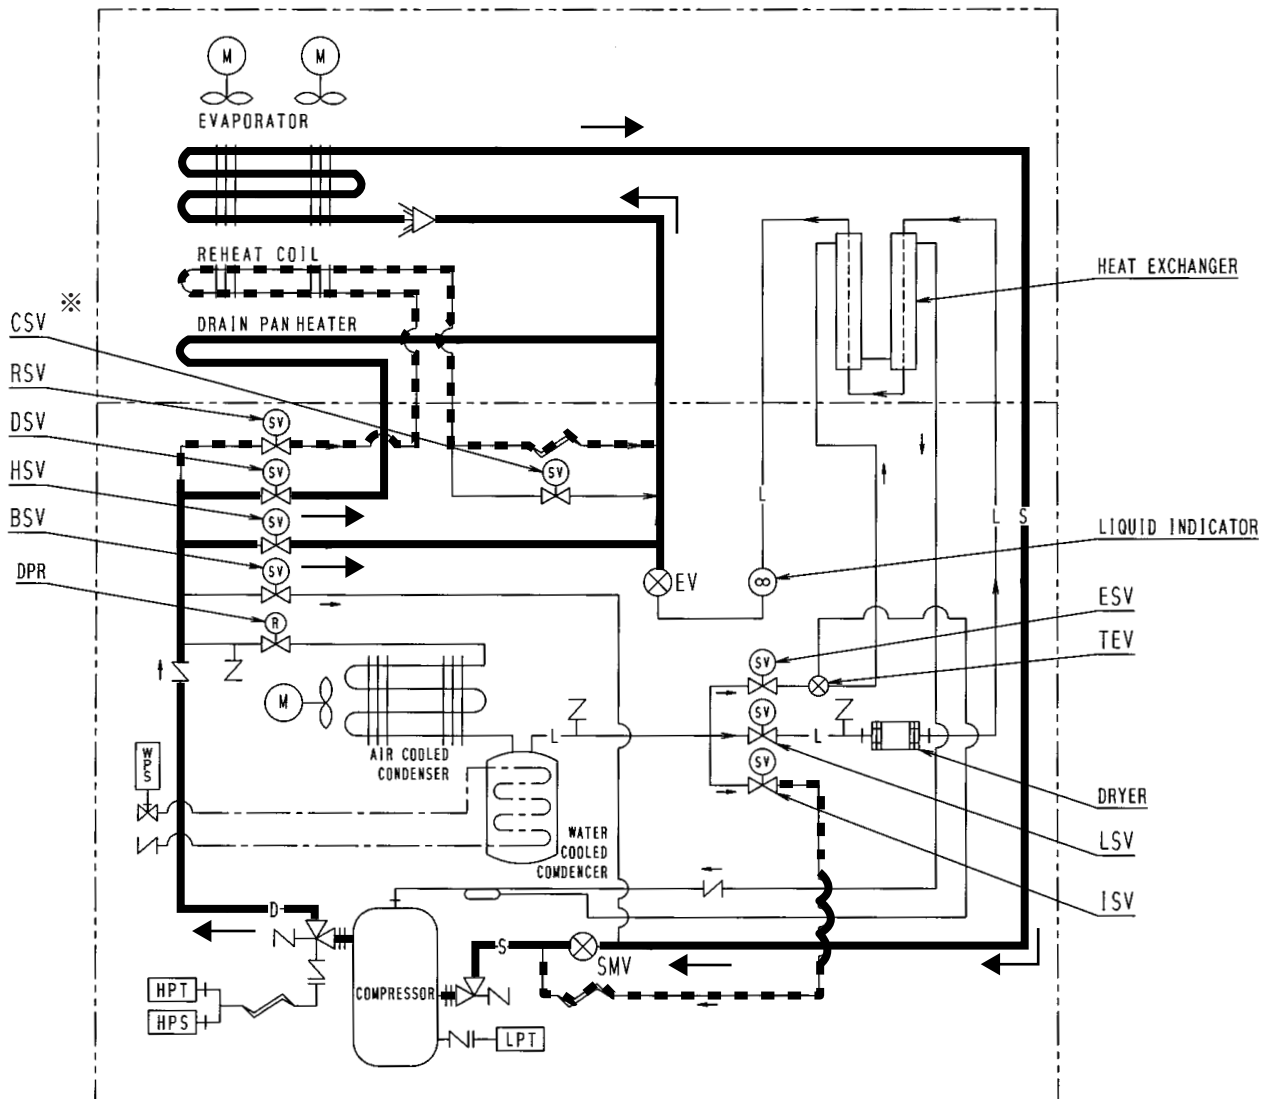 M M
EVAPORATOR
REHEAT COIL
HEAT EXCHANGER
※
CSV
DRAIN PAN HEATER
RSV
SV
DSV
SV
SV
HSV
L
L
S
SV
BSV
LIQUID INDICATOR
SV
DPR
EV
ESV
R
TEV
SV
M
SV
L
L
AIR COOLED
CONDENSER
WPS
SV
DRYER
WATER
COOLED
COMDENCER
LSV
ISV
D
S
SMV
HPT
COMPRESSOR
HPS
LPT